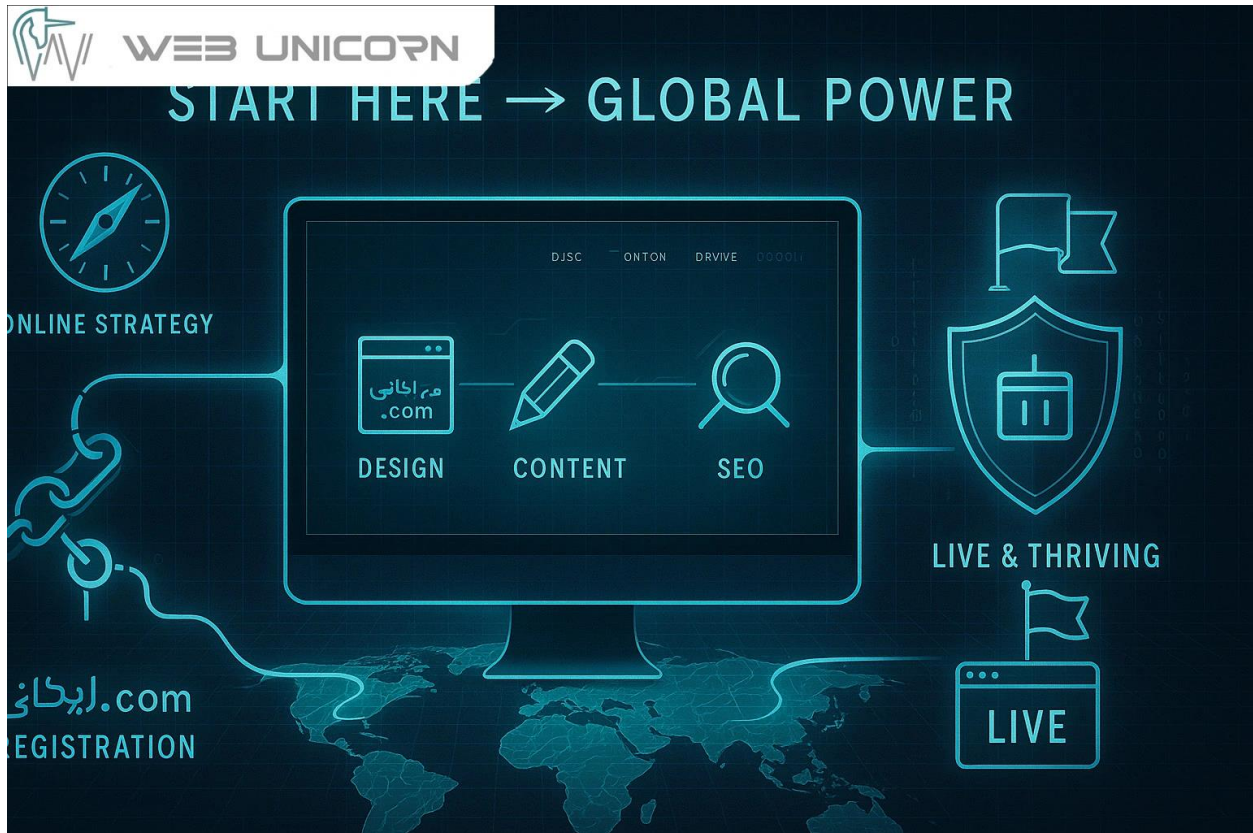 WEB UNICORN
START HERE → GLOBAL POWER
ONLINE STRATEGY
DJSC ONTON DRVIVE
.com
DESIGN CONTENT SEO
LIVE & THRIVING
.com
REGISTRATION
LIVE